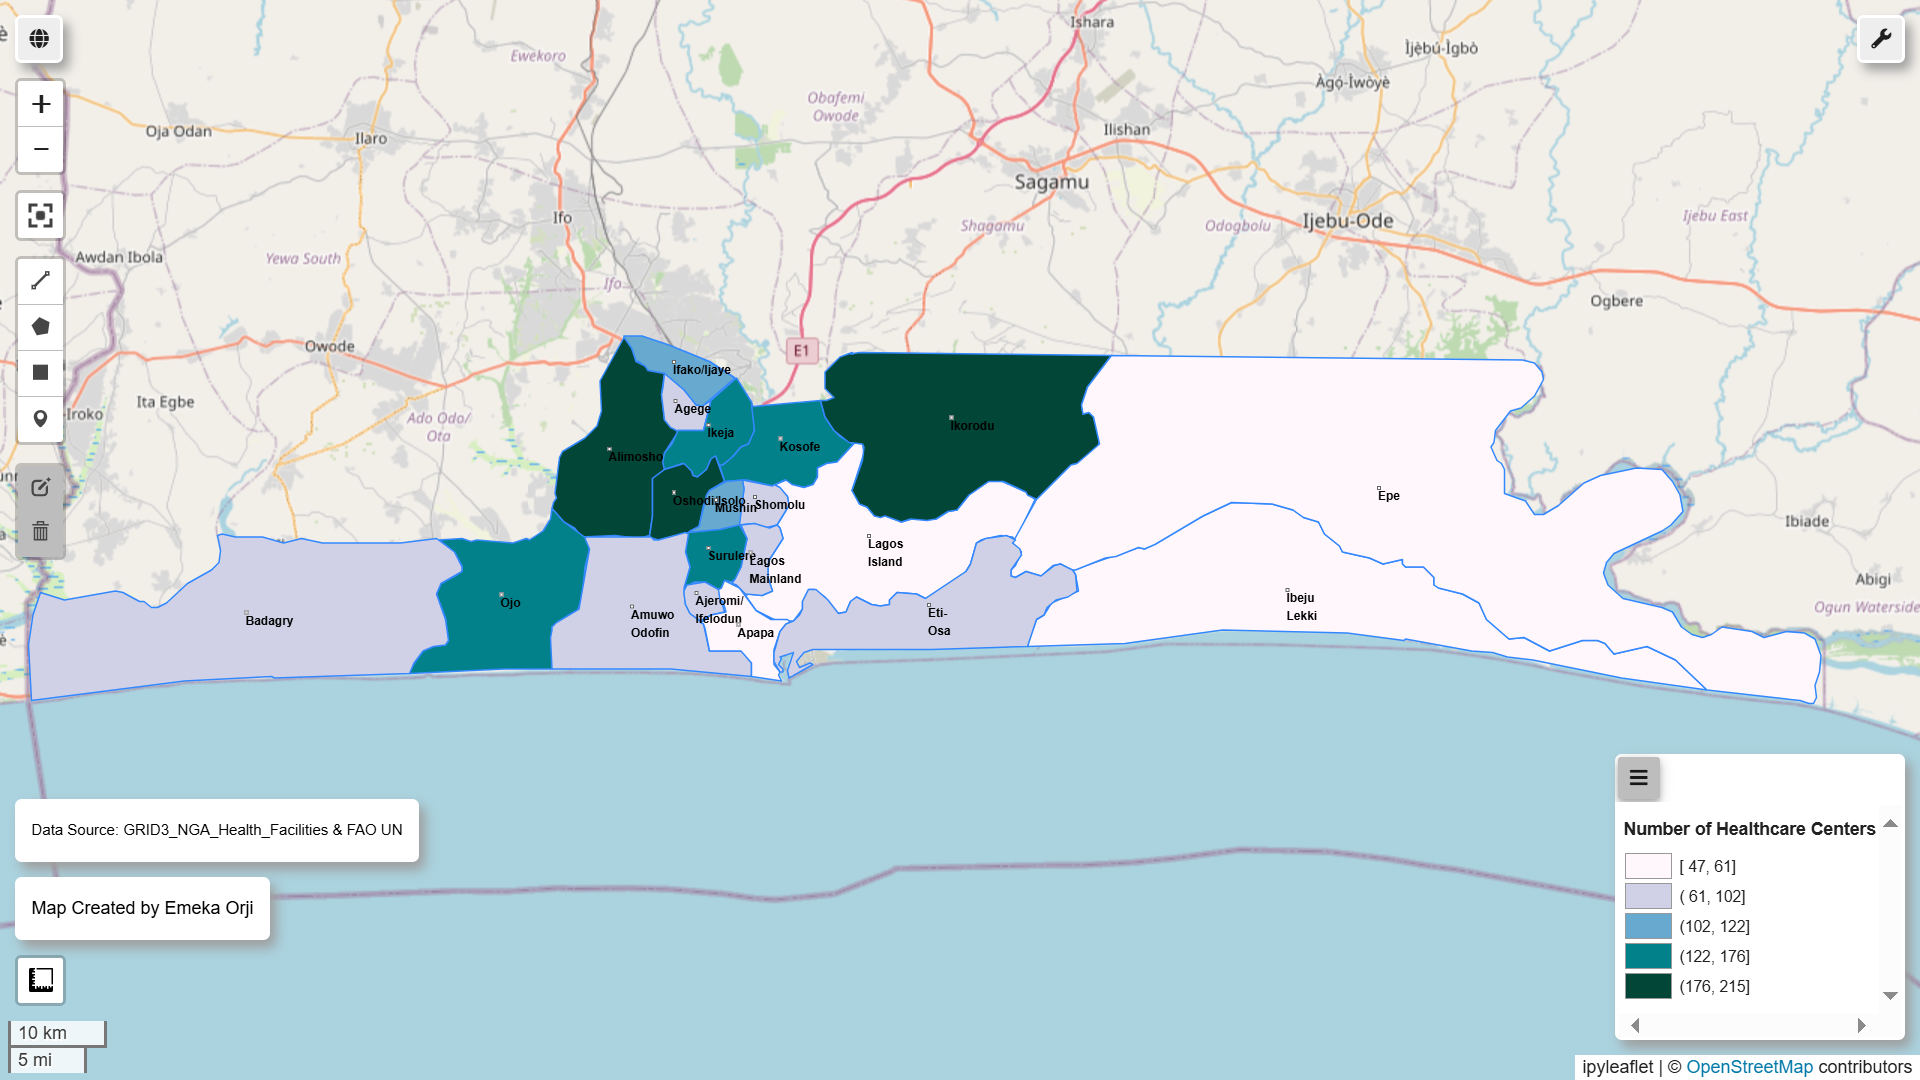 Ishara
Ìjẹ̀bú-Ìgbò
Ewekoro
Àgọ́-Ìwòyè
Obafemi
Owode
Oja Odan
Ilaro
Ilishan
Sagamu
Ifo
Shagamu
Odogbolu
Ijebu-Ode
Ijebu East
Awdan Ibola
Yewa South
Ifo
Ogbere
Owode
E1
Ifako/Ijaye
Ita Egbe
Iroko
Ado Odo/
Ota
Agege
Ikeja
Kosofe
Ikorodu
Alimosho
Oshodi/Isolo
Mushin
Shomolu
Epe
Ibiade
Surulere
Lagos
Mainland
Lagos
Island
Abigi
Ogun Waterside
Badagry
Ojo
Amuwo
Odofin
Ajeromi/
Ifelodun
Apapa
Eti-
Osa
Ibeju
Lekki
Data Source: GRID3_NGA_Health_Facilities & FAO UN
Map Created by Emeka Orji
Number of Healthcare Centers
[ 47, 61]
( 61, 102]
(102, 122]
(122, 176]
(176, 215]
10 km
5 mi
ipyleaflet | © OpenStreetMap contributors